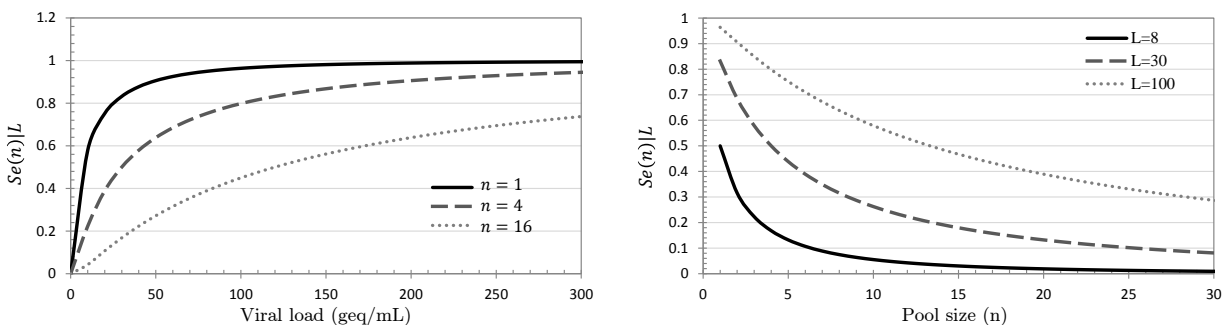 1.2
1
0.8
0.6
0.4
0.2
0
Se(n)|L
n = 1
n = 4
n = 16
0 50 100 150 200 250 300
Viral load (geq/mL)
1
0.9
0.8
0.7
0.6
0.5
0.4
0.3
0.2
0.1
0
Se(n)|L
L=8
L=30
L=100
0 5 10 15 20 25 30
Pool size (n)